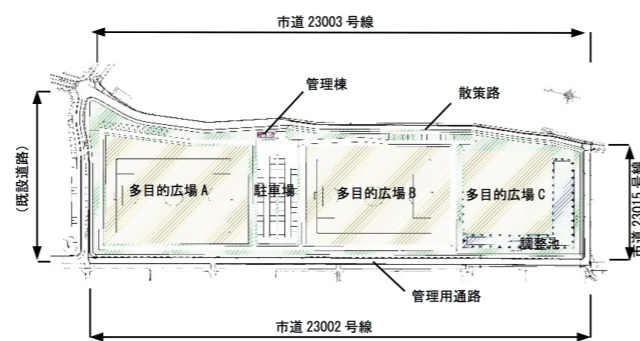 市道 23003 号線
管理棟
散策路
(既設道路)
多目的広場 A
駐車場
多目的広場 B
多目的広場 C
市道 23015 号線
調整池
管理用通路
市道 23002 号線